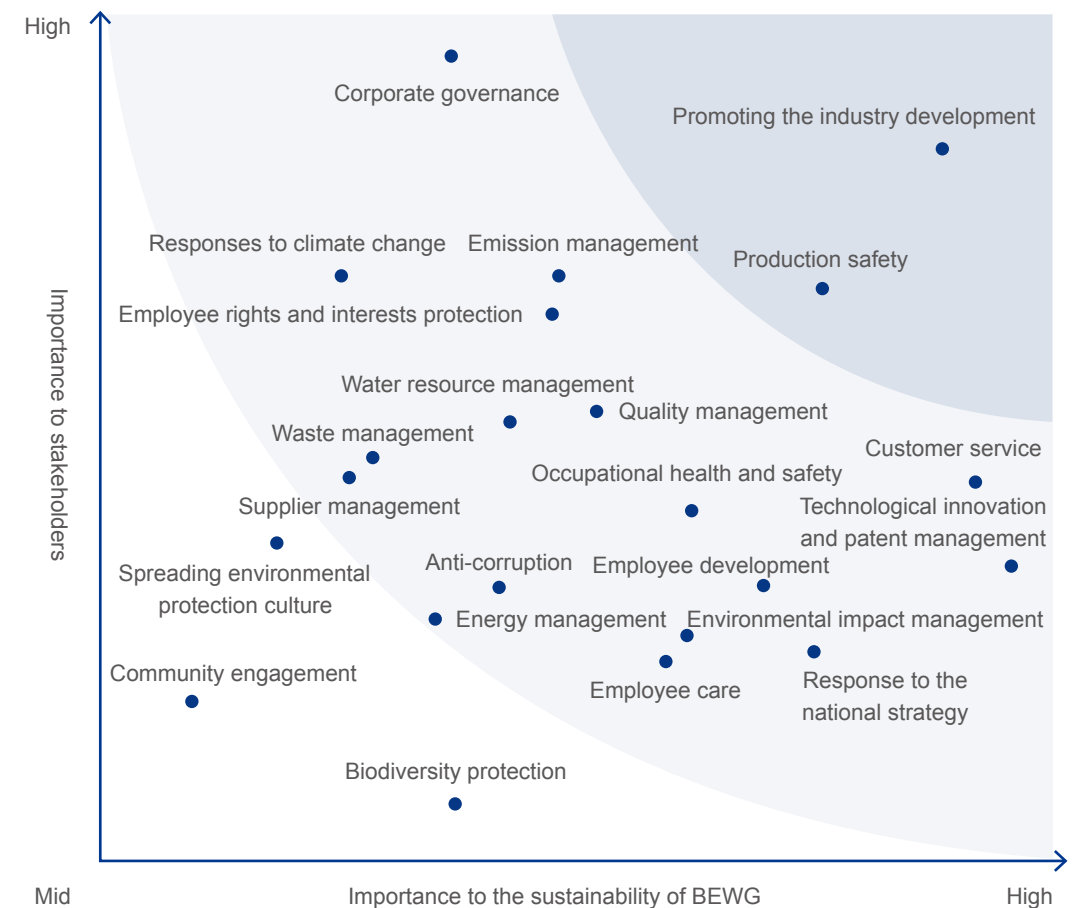 High
Corporate governance
Promoting the industry development
Responses to climate change
Emission management
Production safety
Employee rights and interests protection
Importance to stakeholders
Water resource management
Quality management
Waste management
Customer service
Occupational health and safety
Supplier management
Technological innovation
and patent management
Anti-corruption
Employee development
Spreading environmental
protection culture
Energy management
Environmental impact management
Community engagement
Employee care
Response to the
national strategy
Biodiversity protection
Mid
Importance to the sustainability of BEWG
High